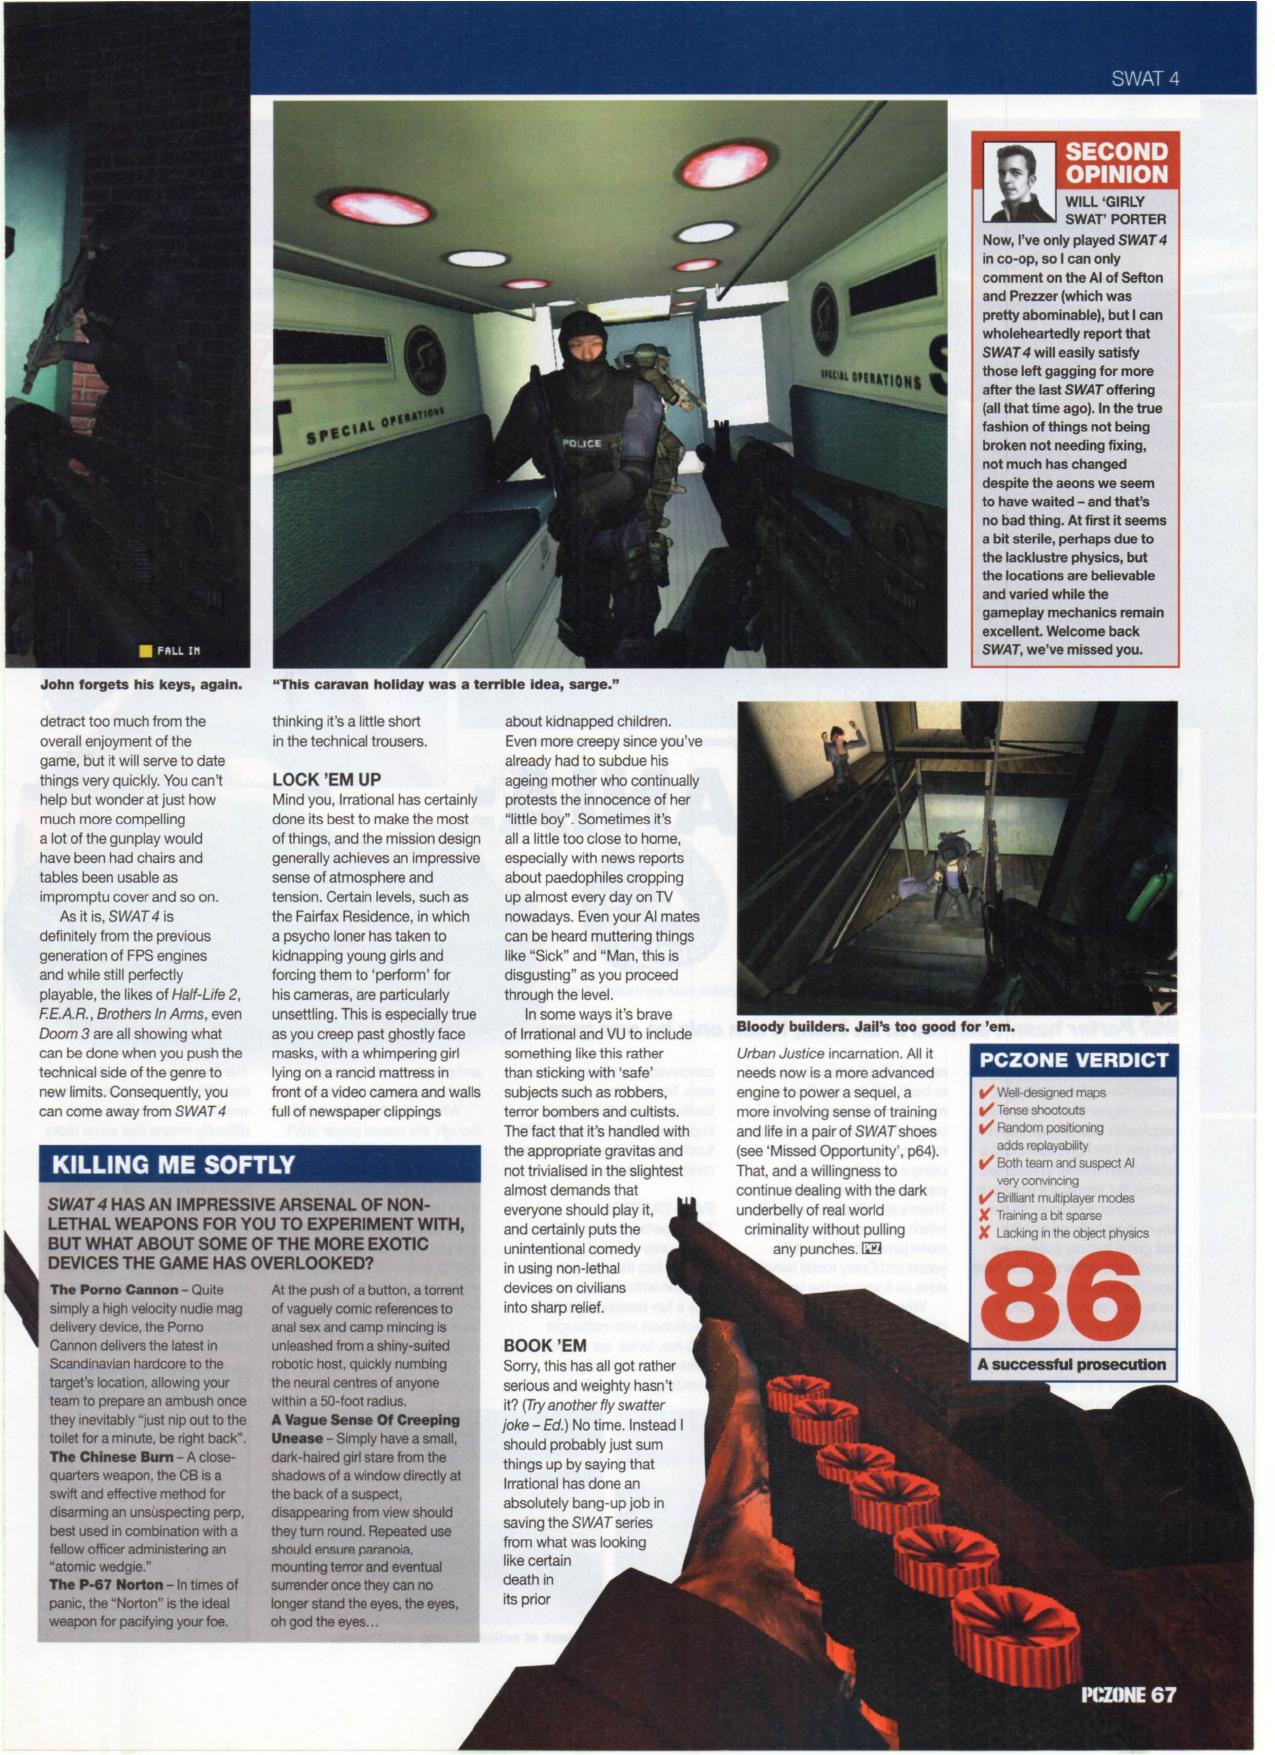 SWAT 4
FALL IN
SPECIAL OPERATIONS
SWAT
POLICE
SWAT
SPECIAL OPERATIONS
S
John forgets his keys, again.
"This caravan holiday was a terrible idea, sarge."
SECOND
OPINION
WILL 'GIRLY
SWAT' PORTER
Now, I've only played SWAT 4
in co-op, so I can only
comment on the AI of Sefton
and Prezzer (which was
pretty abominable), but I can
wholeheartedly report that
SWAT 4 will easily satisfy
those left gagging for more
after the last SWAT offering
(all that time ago). In the true
fashion of things not being
broken not needing fixing,
not much has changed
despite the aeons we seem
to have waited – and that's
no bad thing. At first it seems
a bit sterile, perhaps due to
the lacklustre physics, but
the locations are believable
and varied while the
gameplay mechanics remain
excellent. Welcome back
SWAT, we've missed you.
detract too much from the
overall enjoyment of the
game, but it will serve to date
things very quickly. You can't
help but wonder at just how
much more compelling
a lot of the gunplay would
have been had chairs and
tables been usable as
impromptu cover and so on.
As it is, SWAT 4 is
definitely from the previous
generation of FPS engines
and while still perfectly
playable, the likes of Half-Life 2,
F.E.A.R., Brothers In Arms, even
Doom 3 are all showing what
can be done when you push the
technical side of the genre to
new limits. Consequently, you
can come away from SWAT 4
thinking it's a little short
in the technical trousers.
LOCK 'EM UP
Mind you, Irrational has certainly
done its best to make the most
of things, and the mission design
generally achieves an impressive
sense of atmosphere and
tension. Certain levels, such as
the Fairfax Residence, in which
a psycho loner has taken to
kidnapping young girls and
forcing them to 'perform' for
his cameras, are particularly
unsettling. This is especially true
as you creep past ghostly face
masks, with a whimpering girl
lying on a rancid mattress in
front of a video camera and walls
full of newspaper clippings
about kidnapped children.
Even more creepy since you've
already had to subdue his
ageing mother who continually
protests the innocence of her
"little boy". Sometimes it's
all a little too close to home,
especially with news reports
about paedophiles cropping
up almost every day on TV
nowadays. Even your AI mates
can be heard muttering things
like "Sick" and "Man, this is
disgusting" as you proceed
through the level.
In some ways it's brave
of Irrational and VU to include
something like this rather
than sticking with 'safe'
subjects such as robbers,
terror bombers and cultists.
The fact that it's handled with
the appropriate gravitas and
not trivialised in the slightest
almost demands that
everyone should play it,
and certainly puts the
unintentional comedy
in using non-lethal
devices on civilians
into sharp relief.
BOOK 'EM
Sorry, this has all got rather
serious and weighty hasn't
it? (Try another fly swatter
joke – Ed.) No time. Instead I
should probably just sum
things up by saying that
Irrational has done an
absolutely bang-up job in
saving the SWAT series
from what was looking
like certain
death in
its prior
Bloody builders. Jail's too good for 'em.
Urban Justice incarnation. All it
needs now is a more advanced
engine to power a sequel, a
more involving sense of training
and life in a pair of SWAT shoes
(see 'Missed Opportunity', p64).
That, and a willingness to
continue dealing with the dark
underbelly of real world
criminality without pulling
any punches. PCZ
PCZONE VERDICT
✓ Well-designed maps
✓ Tense shootouts
✓ Random positioning
adds replayability
✓ Both team and suspect AI
very convincing
✓ Brilliant multiplayer modes
✗ Training a bit sparse
✗ Lacking in the object physics
86
A successful prosecution
KILLING ME SOFTLY
SWAT 4 HAS AN IMPRESSIVE ARSENAL OF NON-
LETHAL WEAPONS FOR YOU TO EXPERIMENT WITH,
BUT WHAT ABOUT SOME OF THE MORE EXOTIC
DEVICES THE GAME HAS OVERLOOKED?
The Porno Cannon – Quite
simply a high velocity nudie mag
delivery device, the Porno
Cannon delivers the latest in
Scandinavian hardcore to the
target's location, allowing your
team to prepare an ambush once
they inevitably "just nip out to the
toilet for a minute, be right back".
The Chinese Burn – A close-
quarters weapon, the CB is a
swift and effective method for
disarming an unsuspecting perp,
best used in combination with a
fellow officer administering an
"atomic wedgie."
The P-67 Norton – In times of
panic, the "Norton" is the ideal
weapon for pacifying your foe.
At the push of a button, a torrent
of vaguely comic references to
anal sex and camp mincing is
unleashed from a shiny-suited
robotic host, quickly numbing
the neural centres of anyone
within a 50-foot radius.
A Vague Sense Of Creeping
Unease – Simply have a small,
dark-haired girl stare from the
shadows of a window directly at
the back of a suspect,
disappearing from view should
they turn round. Repeated use
should ensure paranoia,
mounting terror and eventual
surrender once they can no
longer stand the eyes, the eyes,
oh god the eyes...
PCZONE 67